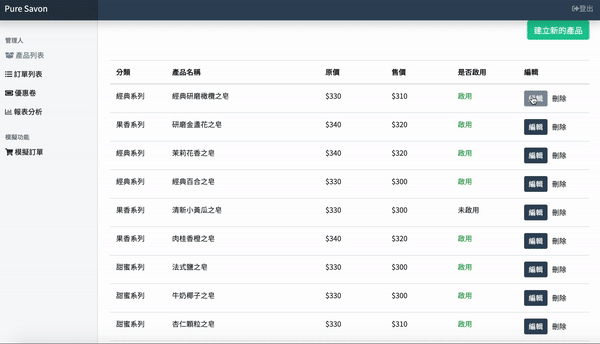 Pure Savon
登出
管理人
產品列表
訂單列表
優惠卷
報表分析
模擬功能
模擬訂單
建立新的產品
分類 產品名稱 原價 售價 是否啟用 編輯
經典系列 經典研磨橄欖之皂 $330 $310 啟用 編輯 刪除
果香系列 研磨金盞花之皂 $340 $320 啟用 編輯 刪除
經典系列 茉莉花香之皂 $340 $320 啟用 編輯 刪除
經典系列 經典百合之皂 $330 $300 啟用 編輯 刪除
果香系列 清新小黃瓜之皂 $330 $300 未啟用 編輯 刪除
果香系列 肉桂香橙之皂 $340 $320 啟用 編輯 刪除
甜蜜系列 法式鹽之皂 $330 $300 啟用 編輯 刪除
甜蜜系列 牛奶椰子之皂 $330 $300 啟用 編輯 刪除
甜蜜系列 杏仁顆粒之皂 $330 $310 啟用 編輯 刪除